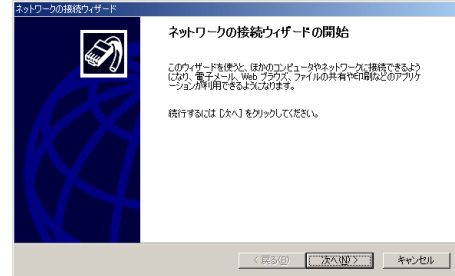 ネットワークの接続ウィザード
ネットワークの接続ウィザードの開始
このウィザードを使うと、ほかのコンピュータやネットワークに接続できるよう
になり、電子メール、Web ブラウズ、ファイルの共有や印刷などのアプリケ
ーションが利用できるようになります。
続行するには [次へ] をクリックしてください。
< 戻る(B)
次へ(N) >
キャンセル